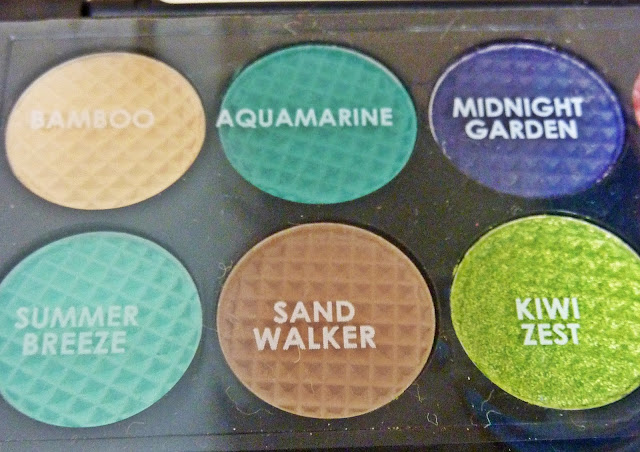 BAMBOO
AQUAMARINE
MIDNIGHT
GARDEN
SUMMER
BREEZE
SAND
WALKER
KIWI
ZEST